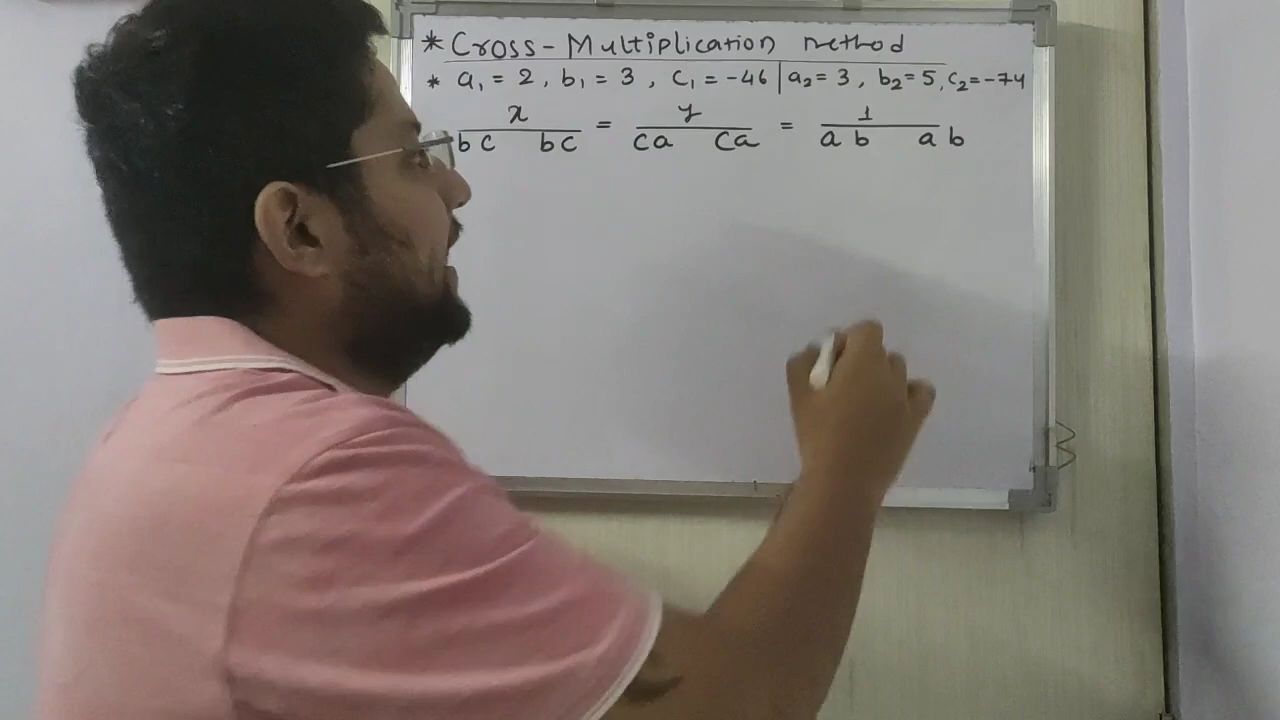 * Cross-Multiplication method
* a₁ = 2, b₁ = 3, c₁ = -46 | a₂ = 3, b₂ = 5, c₂ = -74
x/(bc bc) = y/(ca ca) = 1/(ab ab)